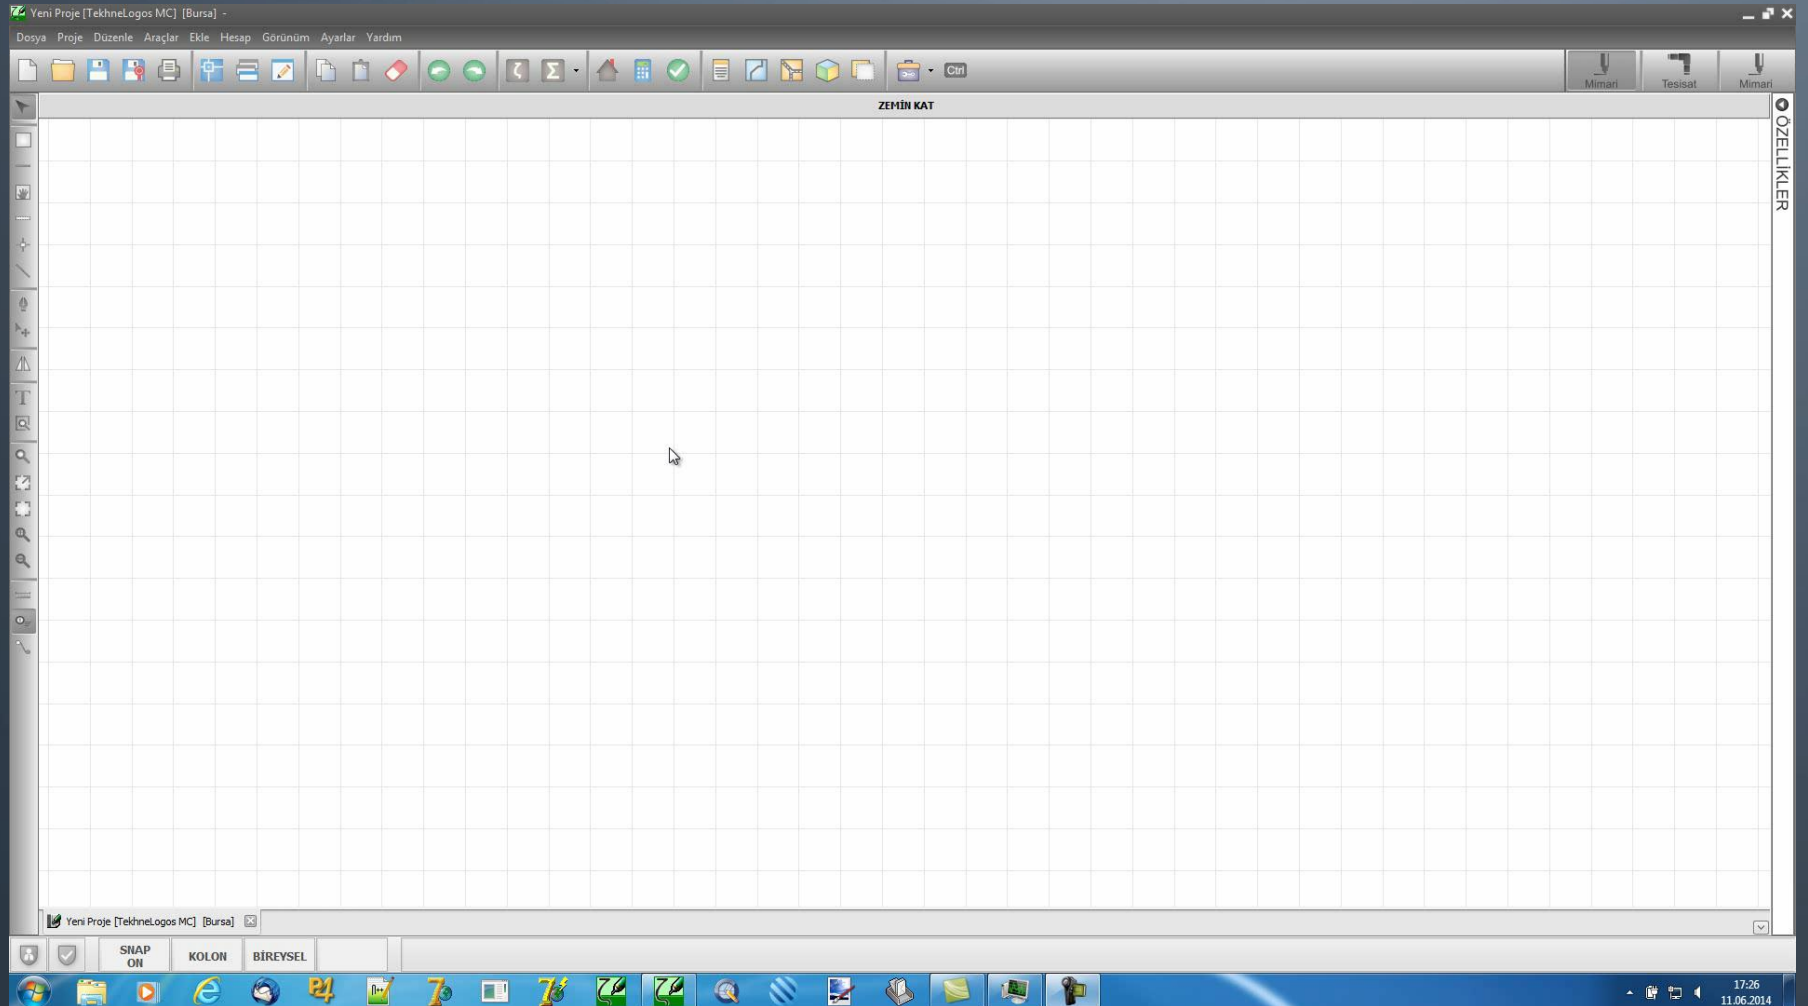 Yeni Proje [TekhneLogos MC] [Bursa] -
Dosya Proje Düzenle Araçlar Ekle Hesap Görünüm Ayarlar Yardım
Ctrl
Mimari Tesisat Mimari
ZEMİN KAT
ÖZELLİKLER
Yeni Proje [TekhneLogos MC] [Bursa]
SNAP ON KOLON BİREYSEL
17:26
11.06.2014